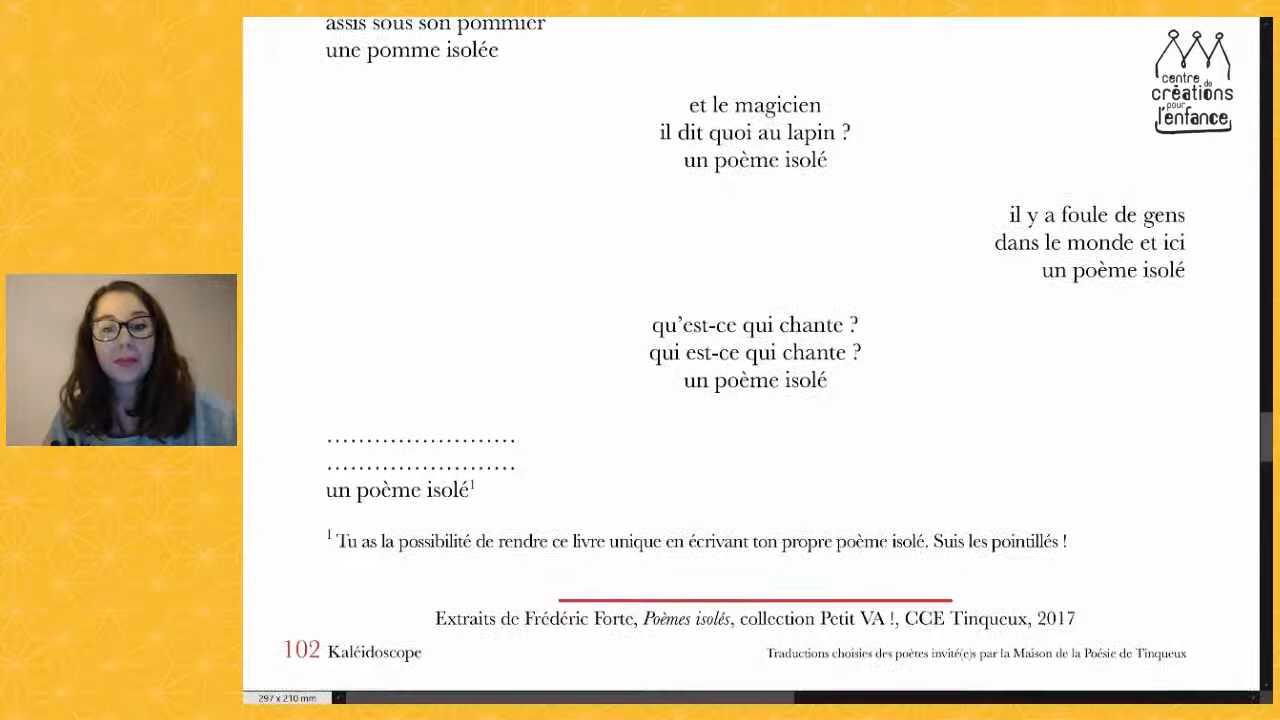 assis sous son pommier
une pomme isolée
centre de
créations
pour
l'enfance
et le magicien
il dit quoi au lapin ?
un poème isolé
il y a foule de gens
dans le monde et ici
un poème isolé
qu'est-ce qui chante ?
qui est-ce qui chante ?
un poème isolé
........................
........................
un poème isolé¹
¹ Tu as la possibilité de rendre ce livre unique en écrivant ton propre poème isolé. Suis les pointillés !
Extraits de Frédéric Forte, Poèmes isolés, collection Petit VA !, CCE Tinqueux, 2017
102 Kaléidoscope
Traductions choisies des poètes invité(e)s par la Maison de la Poésie de Tinqueux
297 x 210 mm